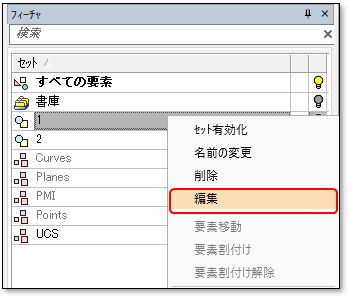 フィーチャ
検索
セット
すべての要素
書庫
1
2
Curves
Planes
PMI
Points
UCS
セット有効化
名前の変更
削除
編集
要素移動
要素割付け
要素割付け解除